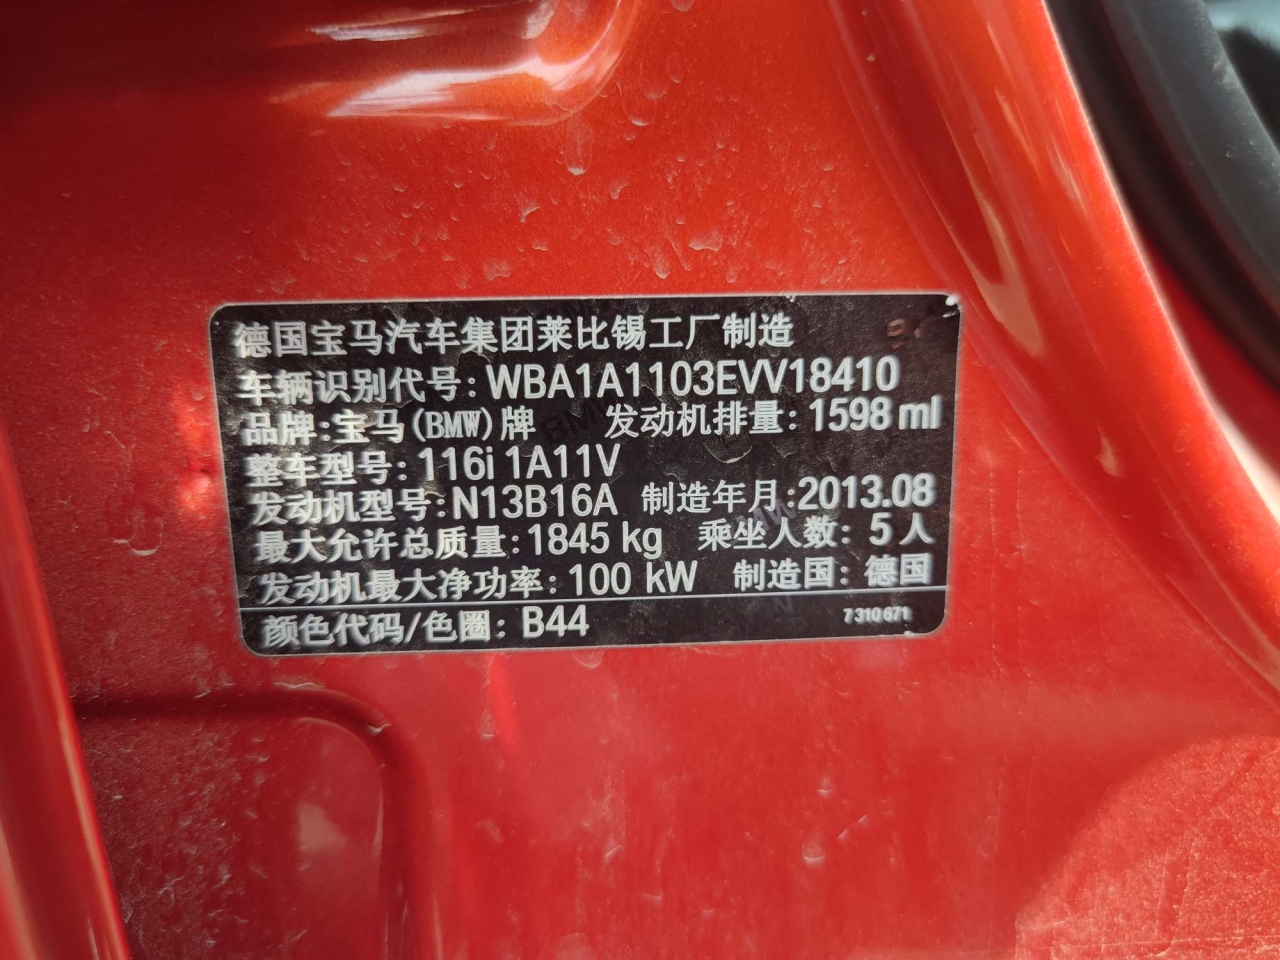 德国宝马汽车集团莱比锡工厂制造
车辆识别代号: WBA1A1103EVV18410
品牌:宝马(BMW)牌 发动机排量: 1598 ml
整车型号: 116i 1A11V
发动机型号: N13B16A 制造年月:2013.08
最大允许总质量: 1845 kg 乘坐人数: 5 人
发动机最大净功率: 100 kW 制造国: 德国
颜色代码/色圈: B44 7310671